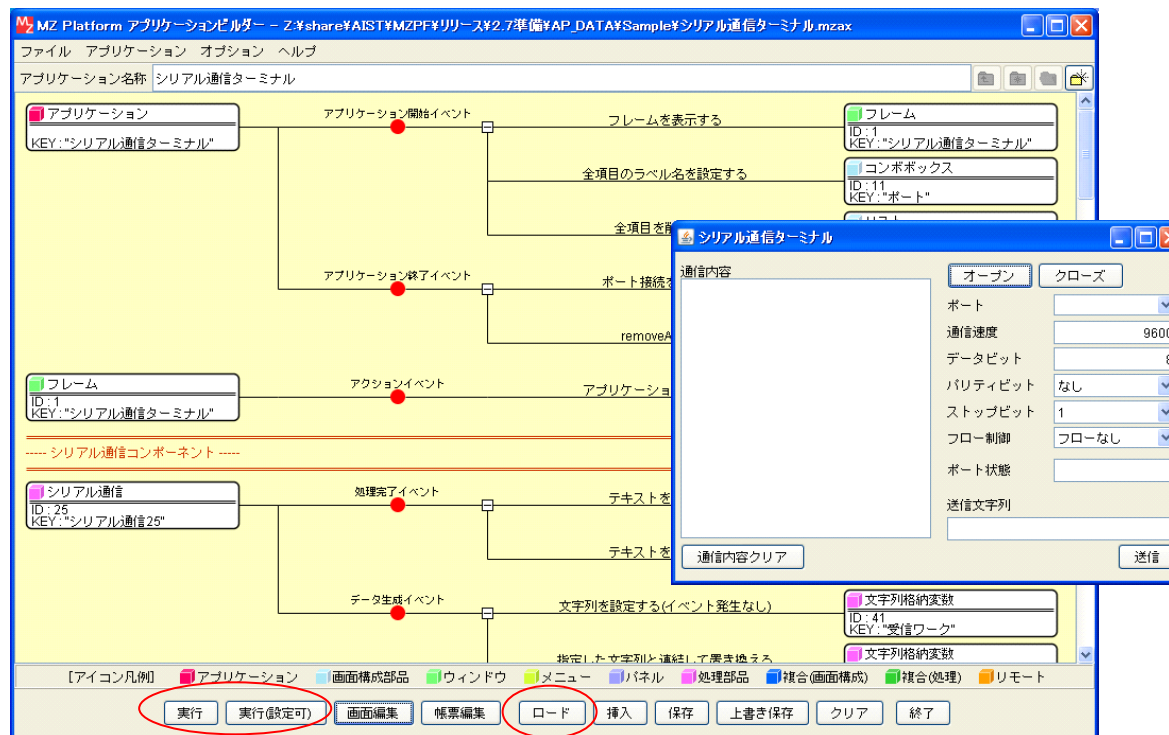 MZ Platform アプリケーションビルダー － Z:¥share¥AIST¥MZPF¥リリース¥2.7準備¥AP_DATA¥Sample¥シリアル通信ターミナル.mzax
ファイル アプリケーション オプション ヘルプ
アプリケーション名称 シリアル通信ターミナル
アプリケーション
KEY:"シリアル通信ターミナル"
アプリケーション開始イベント
フレームを表示する
フレーム
ID:1
KEY:"シリアル通信ターミナル"
全項目のラベル名を設定する
コンボボックス
ID:11
KEY:"ポート"
全項目を
アプリケーション終了イベント
ポート接続
removeA
フレーム
ID:1
KEY:"シリアル通信ターミナル"
アクションイベント
アプリケーショ
----- シリアル通信コンポーネント -----
シリアル通信
ID:25
KEY:"シリアル通信25"
処理完了イベント
テキストを
テキストを
データ生成イベント
文字列を設定する(イベント発生なし)
文字列格納変数
ID:41
KEY:"受信ワーク"
指定した文字列と連結して置き換える
文字列格納変数
シリアル通信ターミナル
通信内容
オープン クローズ
ポート
通信速度 9600
データビット 8
パリティビット なし
ストップビット 1
フロー制御 フローなし
ポート状態
送信文字列
通信内容クリア 送信
[アイコン凡例] アプリケーション 画面構成部品 ウィンドウ メニュー パネル 処理部品 複合(画面構成) 複合(処理) リモート
実行 実行(設定可) 画面編集 帳票編集 ロード 挿入 保存 上書き保存 クリア 終了